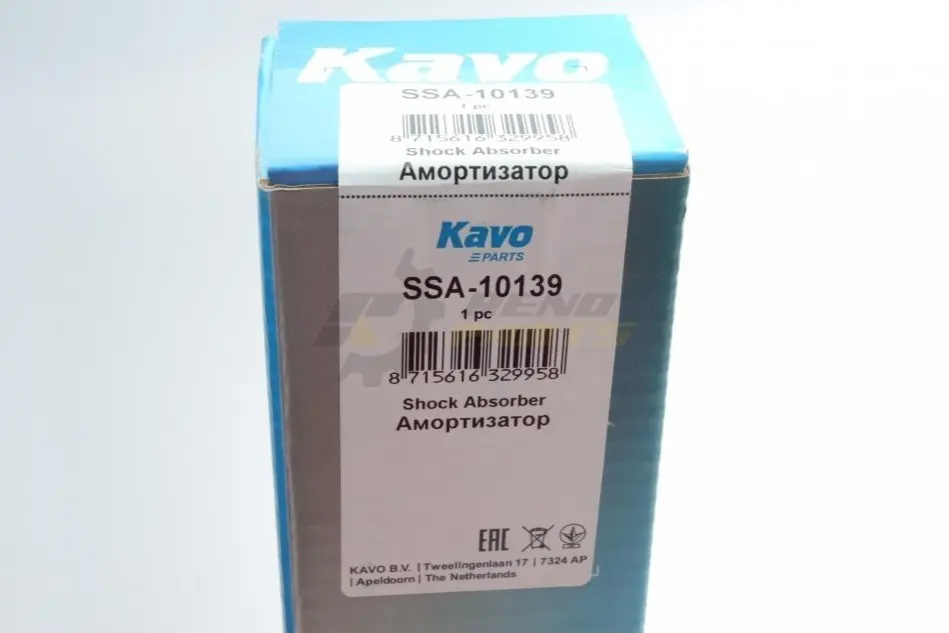 Kavo
SSA-10139
1 pc
8 715616 329958
Shock Absorber
Амортизатор
Kavo
PARTS
SSA-10139
1 pc
8 715616 329958
Shock Absorber
Амортизатор
EAC
KAVO B.V. | Tweelingenlaan 17 | 7324 AP
| Apeldoorn | The Netherlands